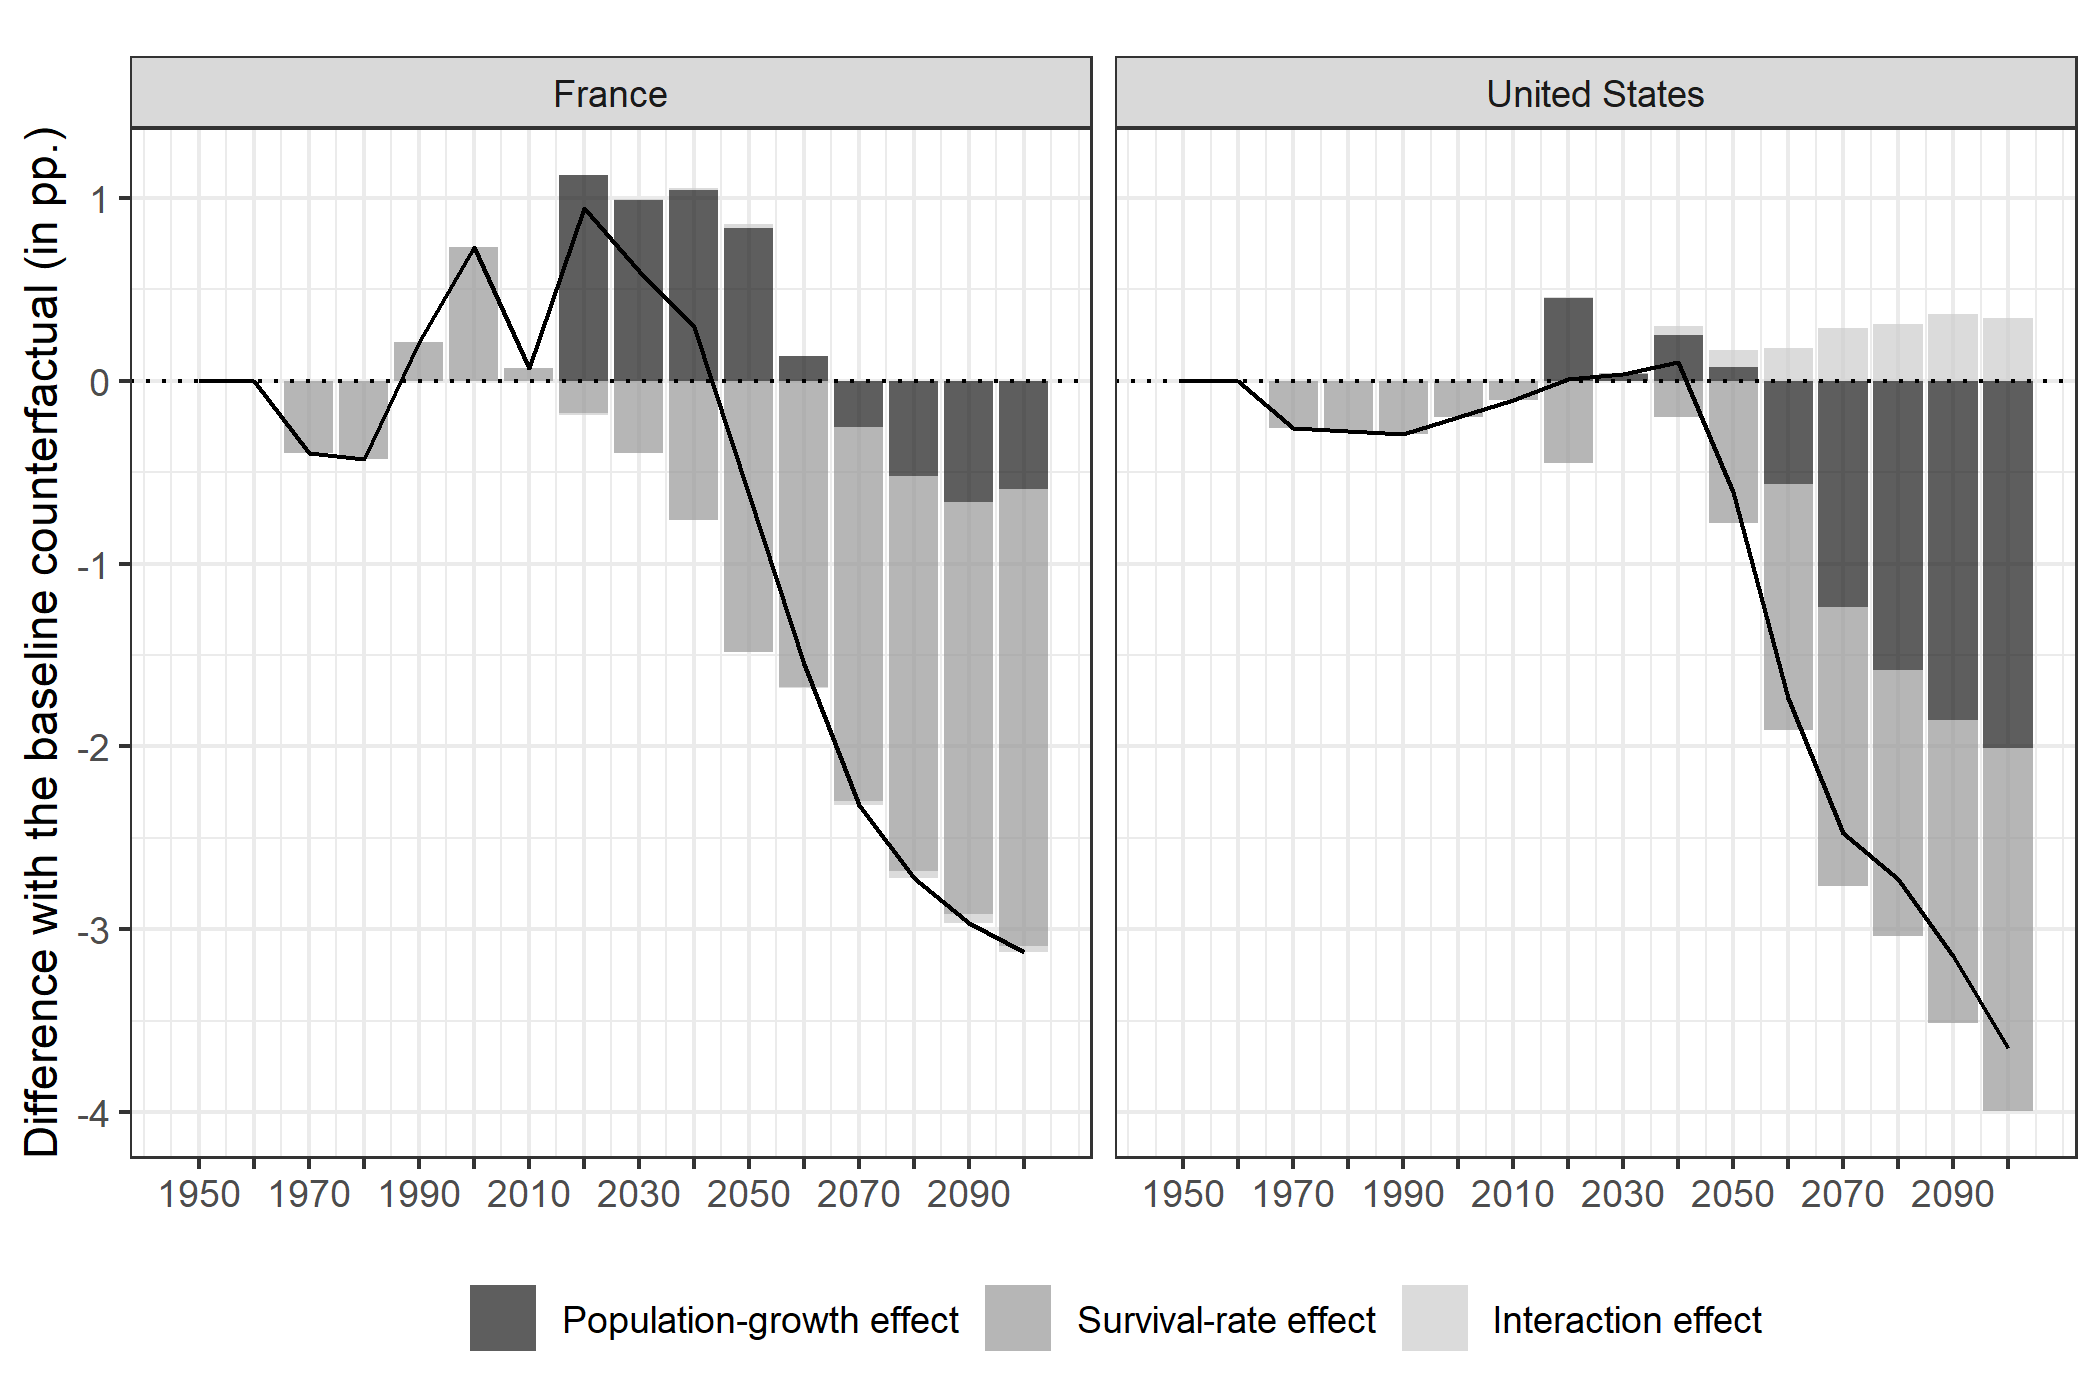 France
United States
Difference with the baseline counterfactual (in pp.)
1
0
-1
-2
-3
-4
1950 1970 1990 2010 2030 2050 2070 2090
1950 1970 1990 2010 2030 2050 2070 2090
Population-growth effect
Survival-rate effect
Interaction effect